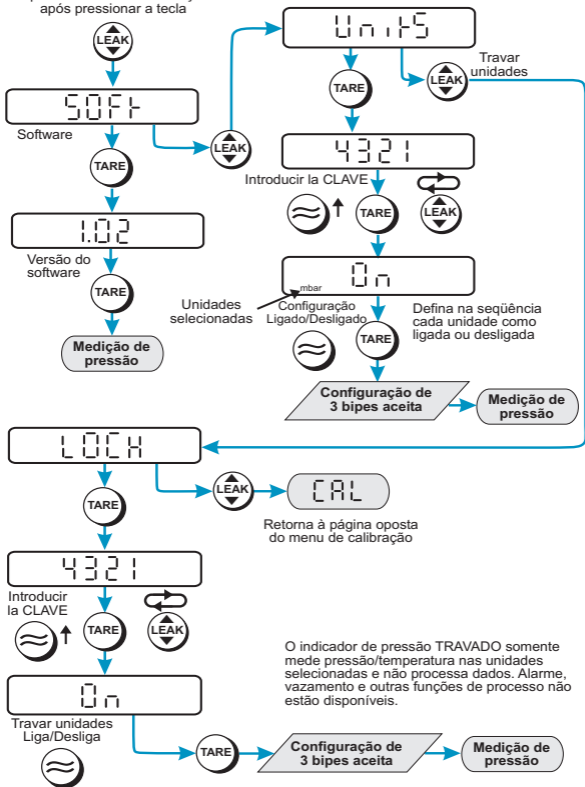 após pressionar a tecla
LEAK
SOFt
Software
LEAK
TARE
1.02
Versão do
software
TARE
Medição de
pressão
UnitS
Travar
unidades
TARE
LEAK
4321
Introducir la CLAVE
TARE
LEAK
On
mbar
Unidades
selecionadas
Configuração
Ligado/Desligado
TARE
Defina na seqüência
cada unidade como
ligada ou desligada
Configuração de
3 bipes aceita
Medição de
pressão
LOCK
TARE
LEAK
CAL
Retorna à página oposta
do menu de calibração
4321
Introducir
la CLAVE
TARE
LEAK
On
Travar unidades
Liga/Desliga
O indicador de pressão TRAVADO somente
mede pressão/temperatura nas unidades
selecionadas e não processa dados. Alarme,
vazamento e outras funções de processo não
estão disponíveis.
TARE
Configuração de
3 bipes aceita
Medição de
pressão